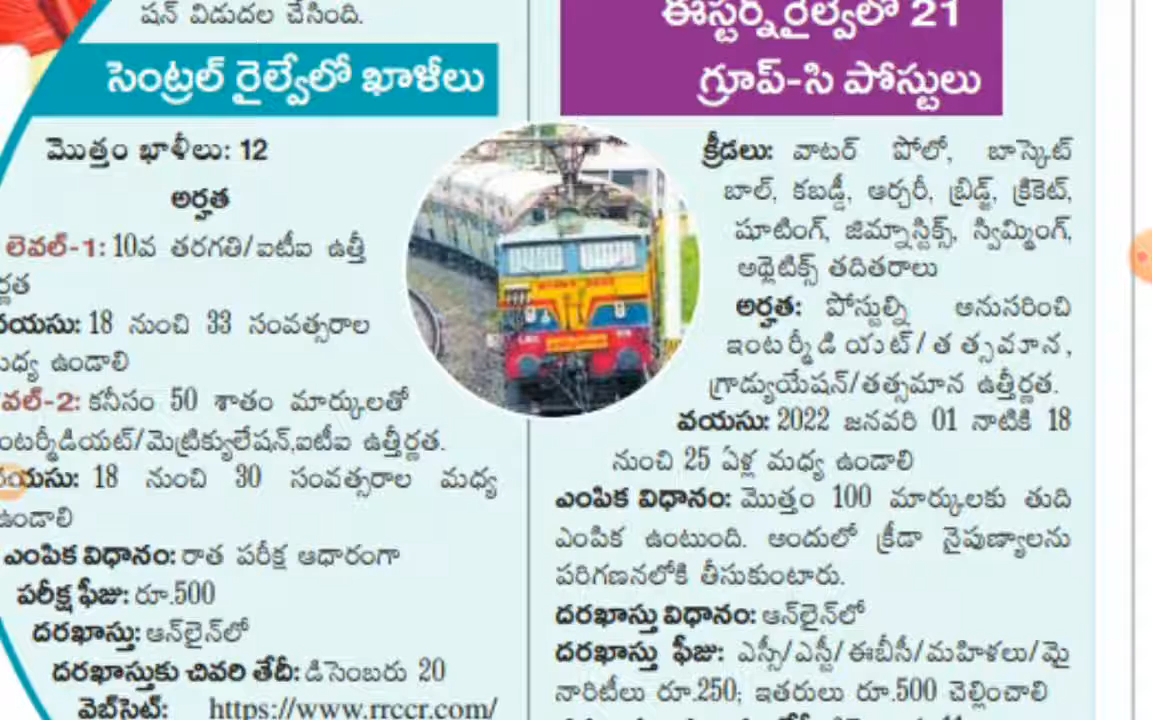 షన్ విడుదల చేసింది.
సెంట్రల్ రైల్వేలో ఖాళీలు
మొత్తం ఖాళీలు: 12
అర్హత
లెవల్-1: 10వ తరగతి/ఐటీఐ ఉత్తీ
ర్ణత
వయసు: 18 నుంచి 33 సంవత్సరాల
మధ్య ఉండాలి
వల్-2: కనీసం 50 శాతం మార్కులతో
ఇంటర్మీడియట్/మెట్రిక్యులేషన్,ఐటీఐ ఉత్తీర్ణత.
వయసు: 18 నుంచి 30 సంవత్సరాల మధ్య
ఉండాలి
ఎంపిక విధానం: రాత పరీక్ష ఆధారంగా
పరీక్ష ఫీజు: రూ.500
దరఖాస్తు: ఆన్‌లైన్‌లో
దరఖాస్తుకు చివరి తేదీ: డిసెంబరు 20
వెబ్‌సైట్: https://www.rrccr.com/
ఈస్టర్న్ రైల్వేలో 21
గ్రూప్-సి పోస్టులు
క్రీడలు: వాటర్ పోలో, బాస్కెట్
బాల్, కబడ్డీ, ఆర్చరీ, బ్రిడ్జ్, క్రికెట్,
షూటింగ్, జిమ్నాస్టిక్స్, స్విమ్మింగ్,
అథ్లెటిక్స్ తదితరాలు
అర్హత: పోస్టుల్ని అనుసరించి
ఇంటర్మీడియట్/తత్సమాన,
గ్రాడ్యుయేషన్/తత్సమాన ఉత్తీర్ణత.
వయసు: 2022 జనవరి 01 నాటికి 18
నుంచి 25 ఏళ్ల మధ్య ఉండాలి
ఎంపిక విధానం: మొత్తం 100 మార్కులకు తుది
ఎంపిక ఉంటుంది. అందులో క్రీడా నైపుణ్యాలను
పరిగణనలోకి తీసుకుంటారు.
దరఖాస్తు విధానం: ఆన్‌లైన్‌లో
దరఖాస్తు ఫీజు: ఎస్సీ/ఎస్టీ/ఈబీసీ/మహిళలు/మై
నారిటీలు రూ.250; ఇతరులు రూ.500 చెల్లించాలి